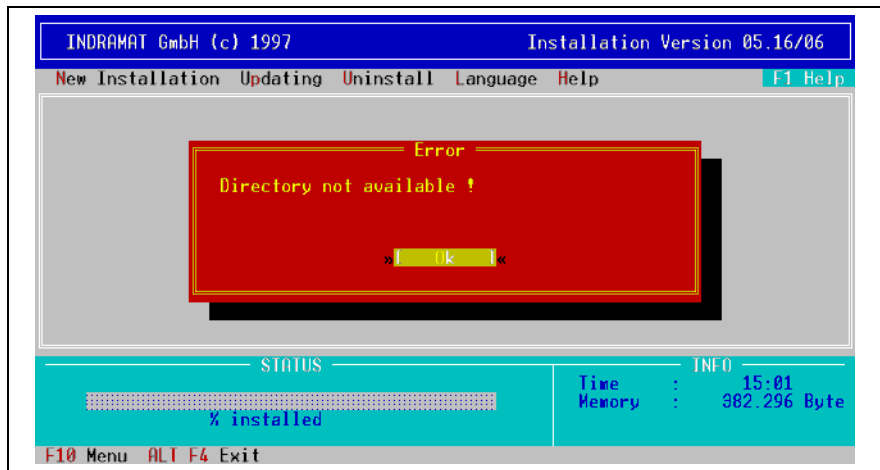 INDRAMAT GmbH (c) 1997 Installation Version 05.16/06
New Installation Updating Uninstall Language Help F1 Help
Error
Directory not available !
»[ Ok ]«
STATUS INFO
Time : 15:01
Memory : 382.296 Byte
% installed
F10 Menu ALT F4 Exit